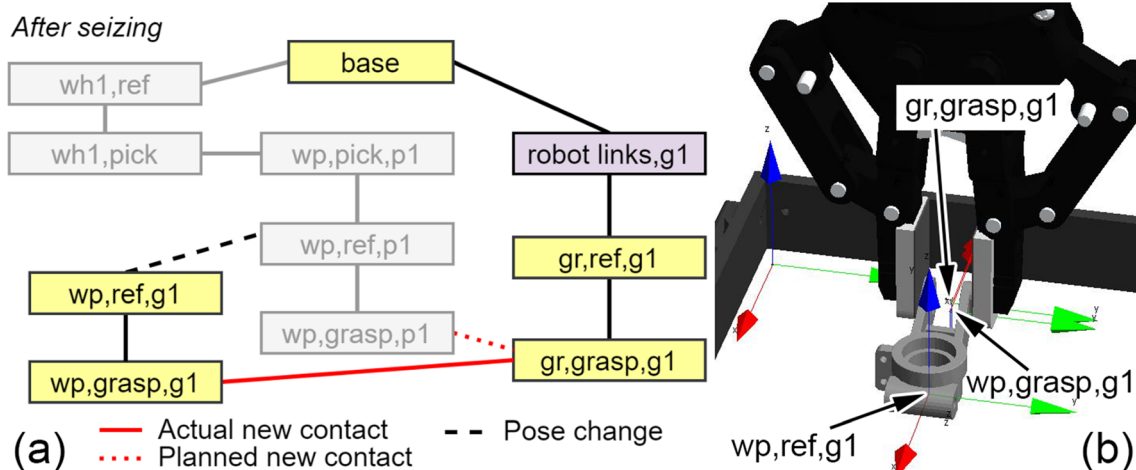 After seizing
base
wh1,ref
wh1,pick
wp,pick,p1
robot links,g1
wp,ref,p1
gr,ref,g1
wp,ref,g1
wp,grasp,p1
gr,grasp,g1
wp,grasp,g1
(a)
Actual new contact
Pose change
Planned new contact
gr,grasp,g1
z
z
y
y
x
y
wp,grasp,g1
y
wp,ref,g1
z
x
(b)